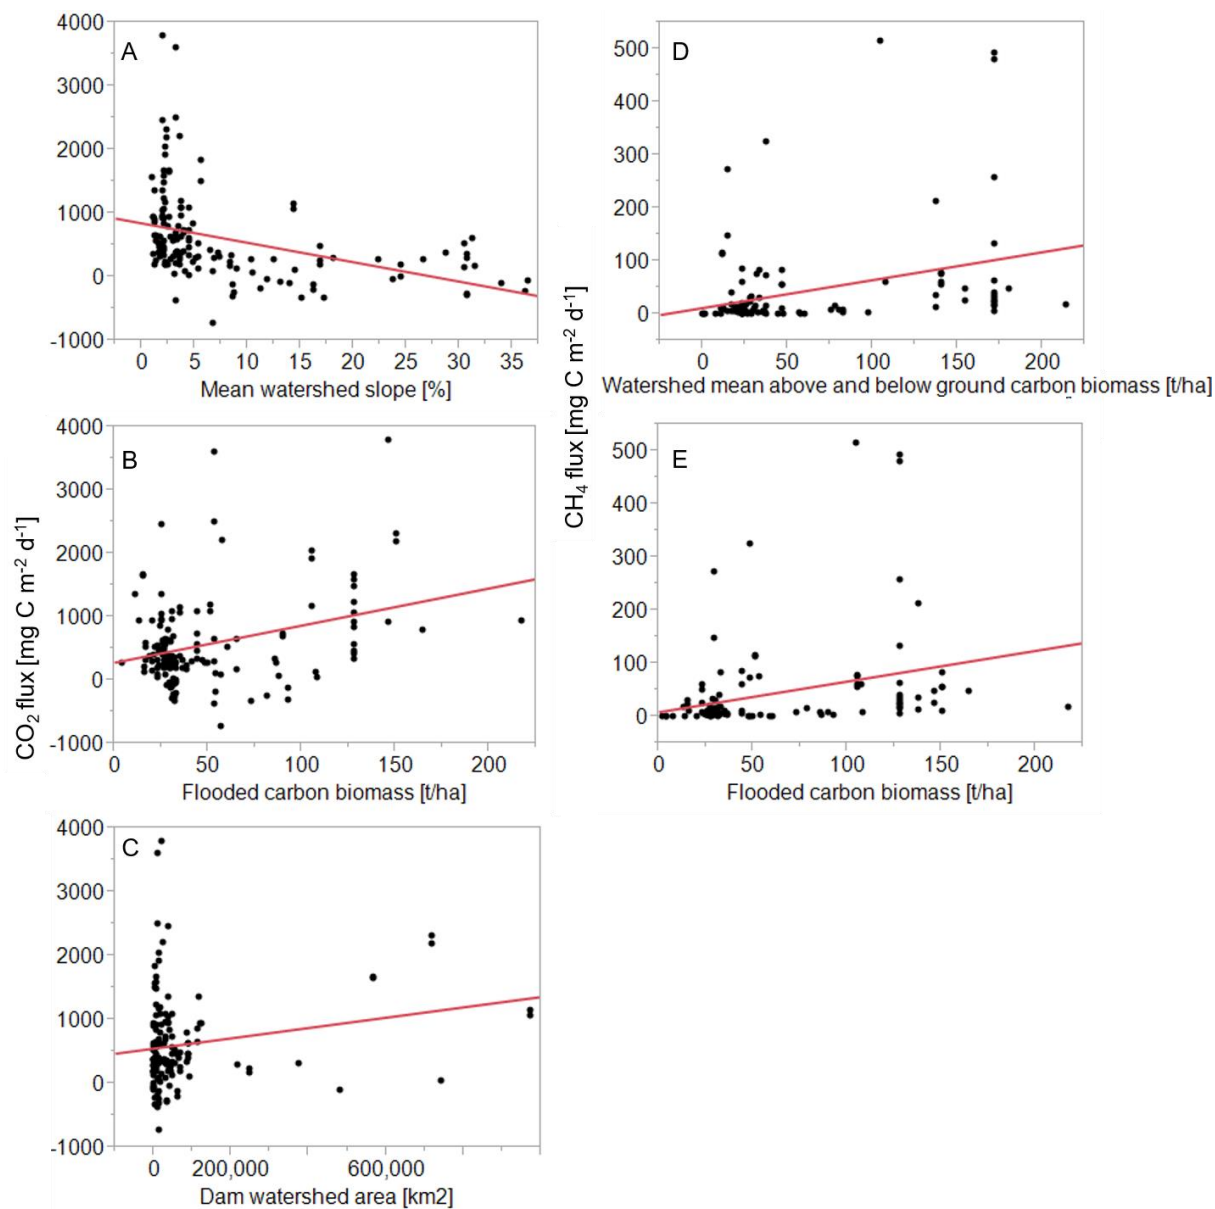 4000
3000
2000
1000
0
-1000
A
0 5 10 15 20 25 30 35
Mean watershed slope [%]
4000
3000
2000
1000
0
-1000
B
0 50 100 150 200
Flooded carbon biomass [t/ha]
4000
3000
2000
1000
0
-1000
C
0 200,000 600,000
Dam watershed area [km2]
CO2 flux [mg C m-2 d-1]
500
400
300
200
100
0
D
0 50 100 150 200
Watershed mean above and below ground carbon biomass [t/ha]
500
400
300
200
100
0
E
0 50 100 150 200
Flooded carbon biomass [t/ha]
CH4 flux [mg C m-2 d-1]